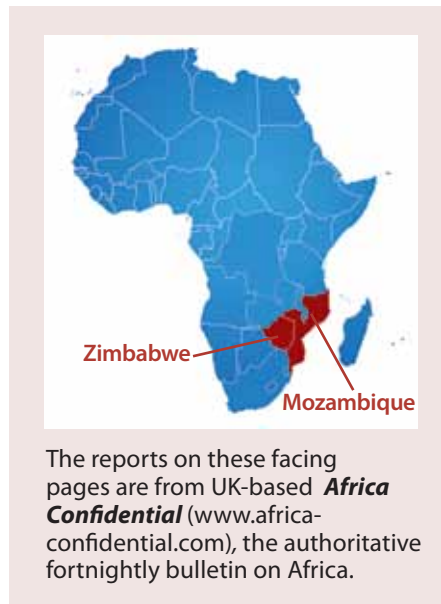 Zimbabwe
Mozambique
The reports on these facing
pages are from UK-based Africa
Confidential (www.africa-
confidential.com), the authoritative
fortnightly bulletin on Africa.